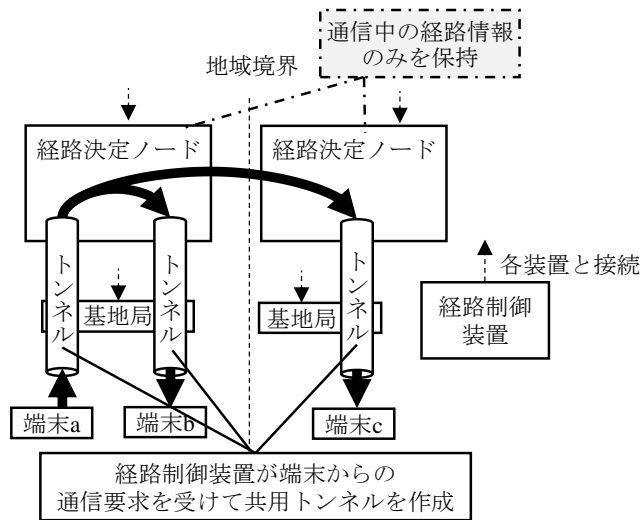 通信中の経路情報
のみを保持
地域境界
経路決定ノード
経路決定ノード
トンネル
トンネル
トンネル
基地局
基地局
各装置と接続
経路制御
装置
端末a
端末b
端末c
経路制御装置が端末からの
通信要求を受けて共用トンネルを作成